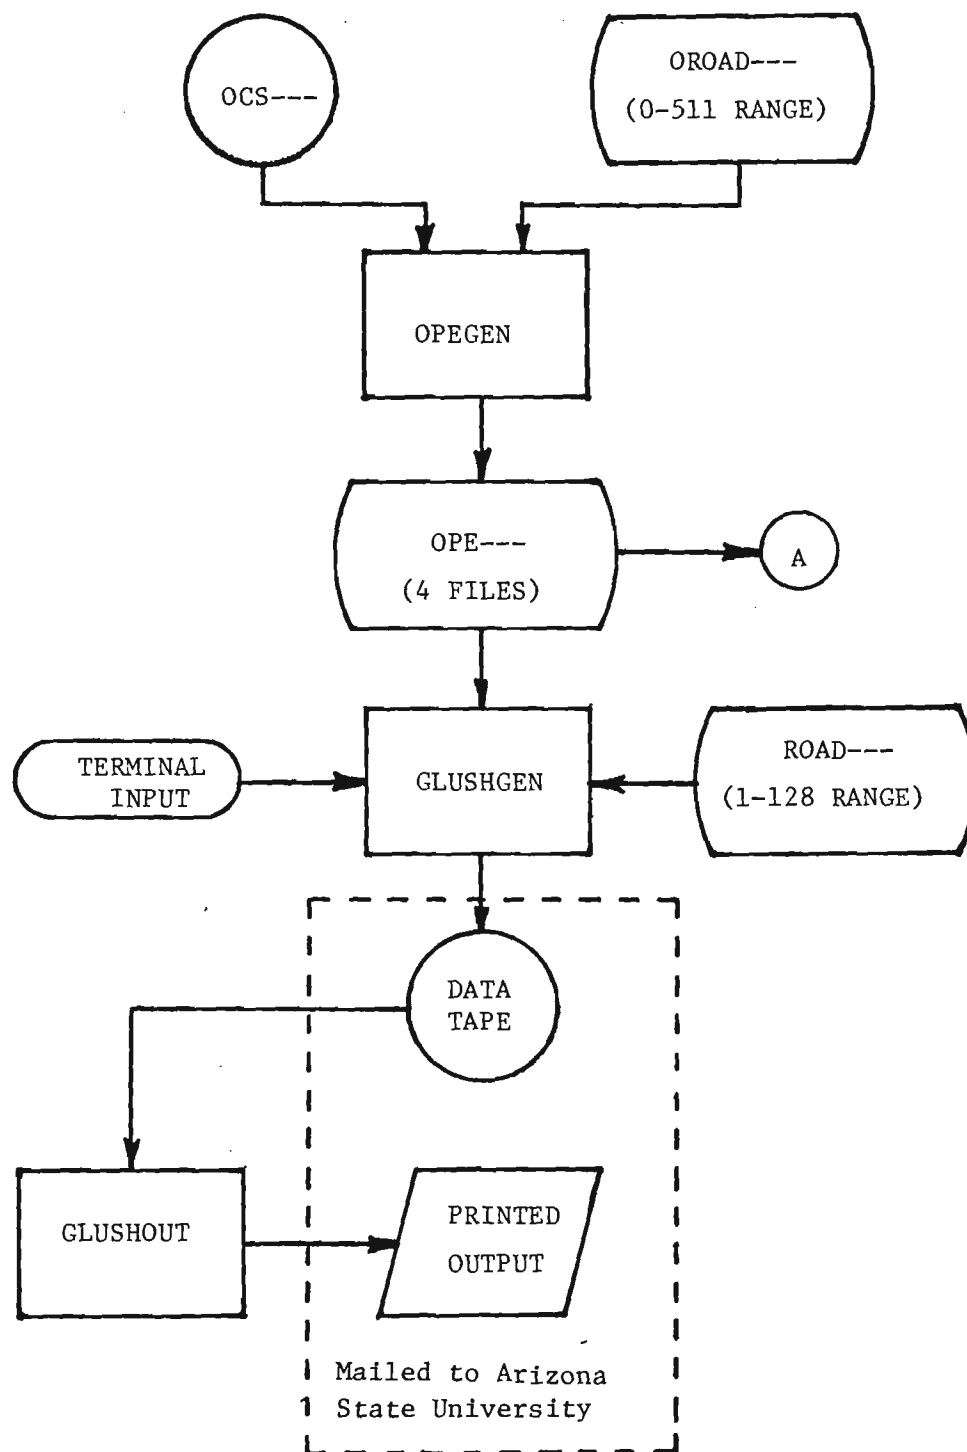 OCS---
OROAD---
(0-511 RANGE)
OPEGEN
OPE---
(4 FILES)
A
TERMINAL
INPUT
GLUSHGEN
ROAD---
(1-128 RANGE)
DATA
TAPE
GLUSHOUT
PRINTED
OUTPUT
Mailed to Arizona
State University